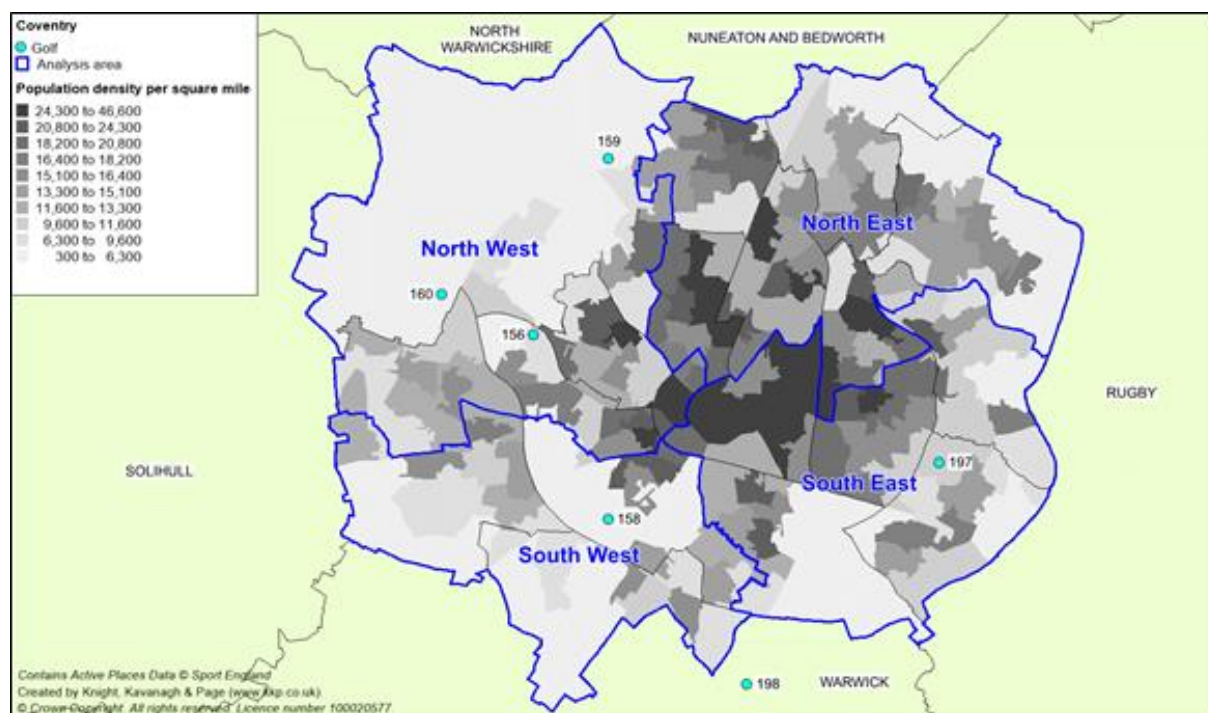 Coventry
Golf
Analysis area
Population density per square mile
24,300 to 46,600
20,800 to 24,300
18,200 to 20,800
16,400 to 18,200
15,100 to 16,400
13,300 to 15,100
11,600 to 13,300
9,600 to 11,600
6,300 to 9,600
300 to 6,300
NORTH
WARWICKSHIRE
NUNEATON AND BEDWORTH
159
North East
North West
160
156
RUGBY
197
SOLIHULL
South East
158
South West
198
WARWICK
Contains Active Places Data © Sport England
Created by Knight, Kavanagh & Page (www.kkp.co.uk)
© Crown Copyright. All rights reserved. Licence number 100020577.